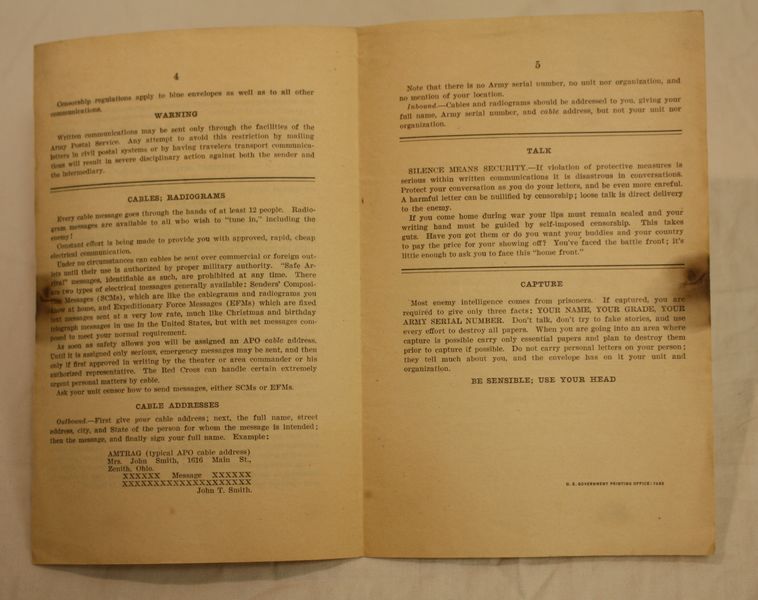 4
Censorship regulations apply to blue envelopes as well as to all other
communications.
WARNING
Written communications may be sent only through the facilities of the
Army Postal Service. Any attempt to avoid this restriction by mailing
letters in civil postal systems or by having travelers transport communica-
tions will result in severe disciplinary action against both the sender and
the intermediary.
CABLES; RADIOGRAMS
Every cable message goes through the hands of at least 12 people. Radio-
gram messages are available to all who wish to "tune in," including the
enemy!
Constant effort is being made to provide you with approved, rapid, cheap
electrical communication.
Under no circumstances can cables be sent over commercial or foreign out-
lets until their use is authorized by proper military authority. "Safe Ar-
rival" messages, identifiable as such, are prohibited at any time. There
are two types of electrical messages generally available: Senders' Composi-
tion Messages (SCMs), which are like the cablegrams and radiograms you
know at home, and Expeditionary Force Messages (EFMs) which are fixed
text messages sent at a very low rate, much like Christmas and birthday
telegraph messages in use in the United States, but with set messages com-
posed to meet your normal requirement.
As soon as safety allows you will be assigned an APO cable address.
Until it is assigned only serious, emergency messages may be sent, and then
only if first approved in writing by the theater or area commander or his
authorized representative. The Red Cross can handle certain extremely
urgent personal matters by cable.
Ask your unit censor how to send messages, either SCMs or EFMs.
CABLE ADDRESSES
Outbound.—First give your cable address; next, the full name, street
address, city, and State of the person for whom the message is intended;
then the message, and finally sign your full name. Example:
AMTRAG (typical APO cable address)
Mrs. John Smith, 1616 Main St.,
Zenith, Ohio.
XXXXXX Message XXXXXX
XXXXXXXXXXXXXXXXXXXX
John T. Smith.
5
Note that there is no Army serial number, no unit nor organization, and
no mention of your location.
Inbound.—Cables and radiograms should be addressed to you, giving your
full name, Army serial number, and cable address, but not your unit nor
organization.
TALK
SILENCE MEANS SECURITY.—If violation of protective measures is
serious within written communications it is disastrous in conversations.
Protect your conversation as you do your letters, and be even more careful.
A harmful letter can be nullified by censorship; loose talk is direct delivery
to the enemy.
If you come home during war your lips must remain sealed and your
writing hand must be guided by self-imposed censorship. This takes
guts. Have you got them or do you want your buddies and your country
to pay the price for your showing off? You've faced the battle front; it's
little enough to ask you to face this "home front."
CAPTURE
Most enemy intelligence comes from prisoners. If captured, you are
required to give only three facts: YOUR NAME, YOUR GRADE, YOUR
ARMY SERIAL NUMBER. Don't talk, don't try to fake stories, and use
every effort to destroy all papers. When you are going into an area where
capture is possible carry only essential papers and plan to destroy them
prior to capture if possible. Do not carry personal letters on your person;
they tell much about you, and the envelope has on it your unit and
organization.
BE SENSIBLE; USE YOUR HEAD
U. S. GOVERNMENT PRINTING OFFICE: 1943